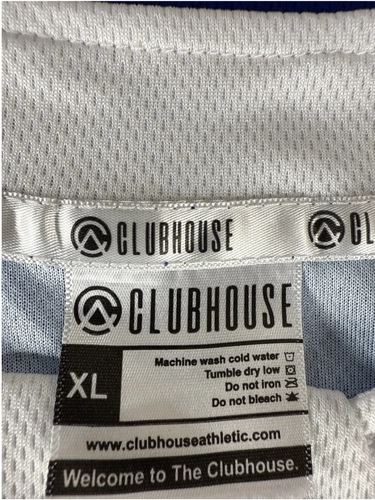 CLUBHOUSE CL
CLUBHOUSE
XL
Machine wash cold water
Tumble dry low
Do not iron
Do not bleach
www.clubhouseathletic.com
Welcome to The Clubhouse.